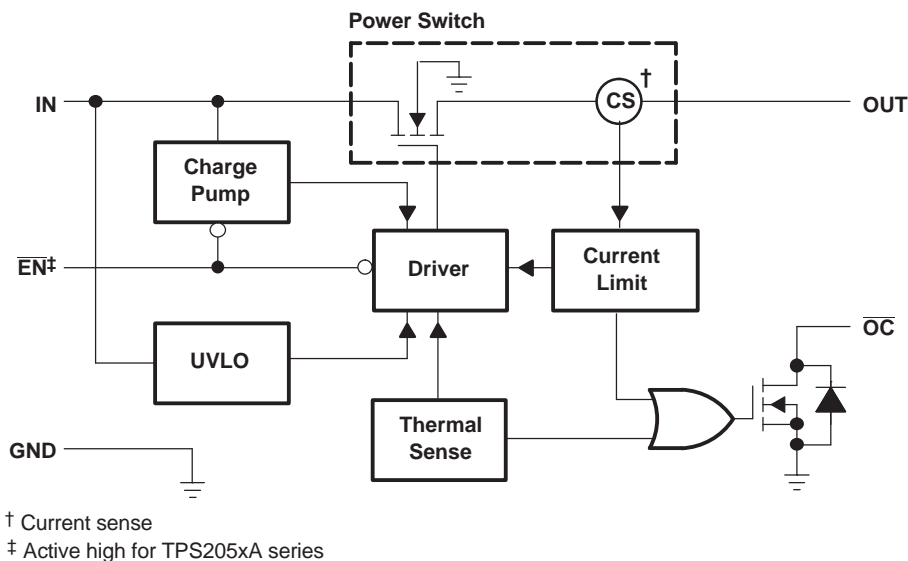 Power Switch
†
IN
CS
OUT
Charge
Pump
EN‡
Driver
Current
Limit
OC
UVLO
Thermal
Sense
GND
† Current sense
‡ Active high for TPS205xA series